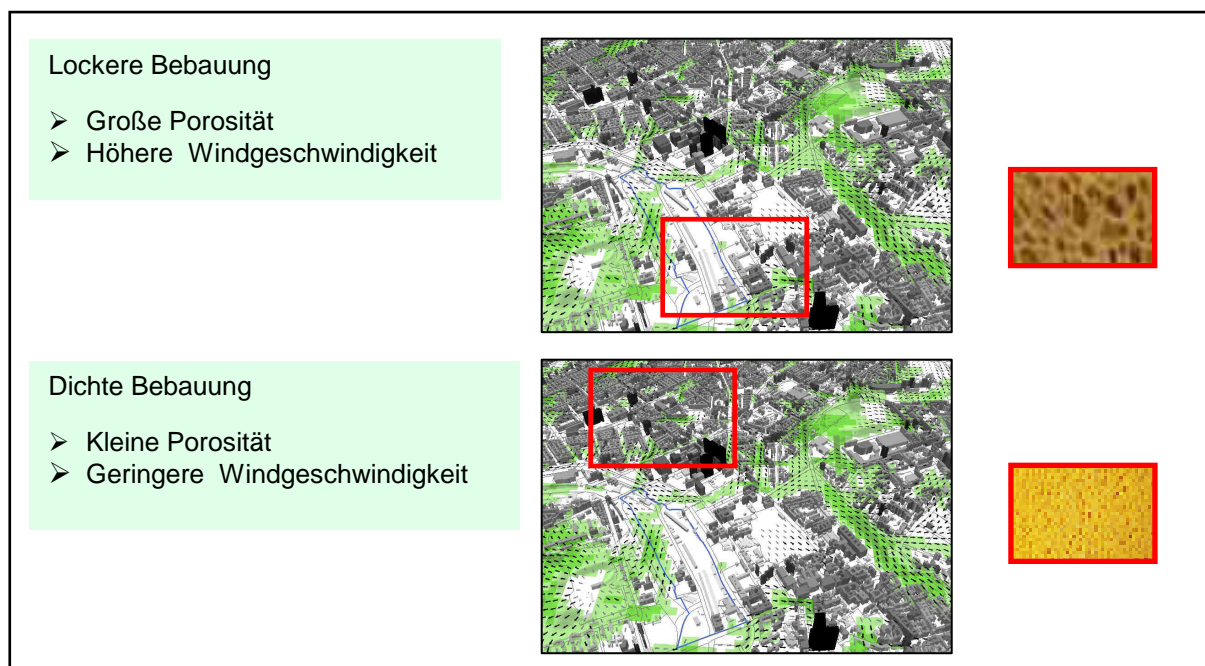 Lockere Bebauung
➢ Große Porosität
➢ Höhere Windgeschwindigkeit
Dichte Bebauung
➢ Kleine Porosität
➢ Geringere Windgeschwindigkeit